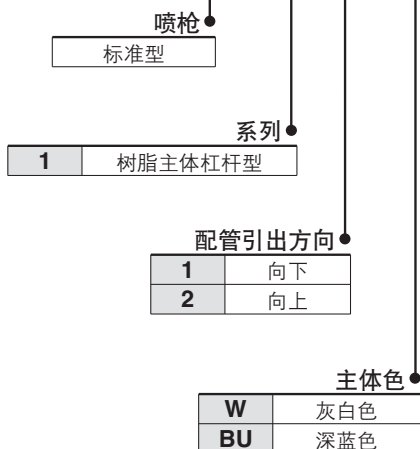 喷枪
标准型
系列
1 树脂主体杠杆型
配管引出方向
1 向下
2 向上
主体色
W 灰白色
BU 深蓝色